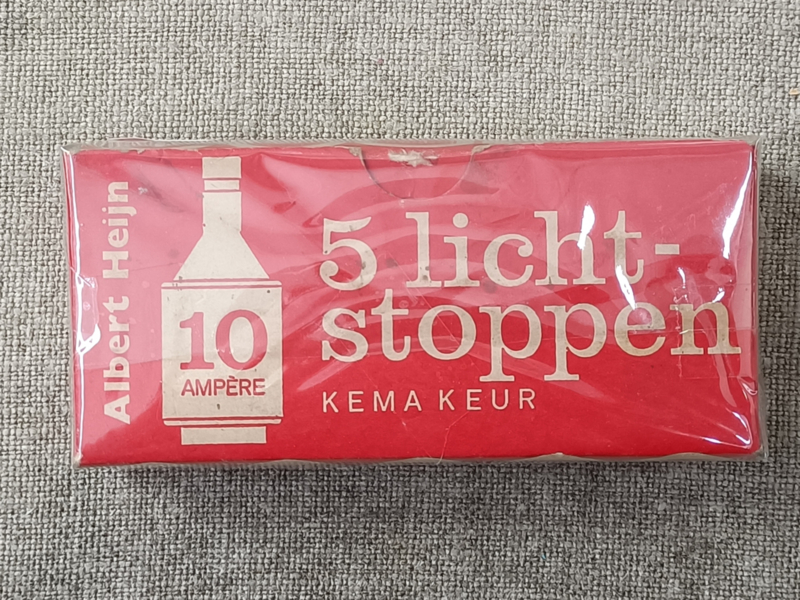 Albert Heijn
10
AMPÈRE
5 licht-
stoppen
KEMA KEUR